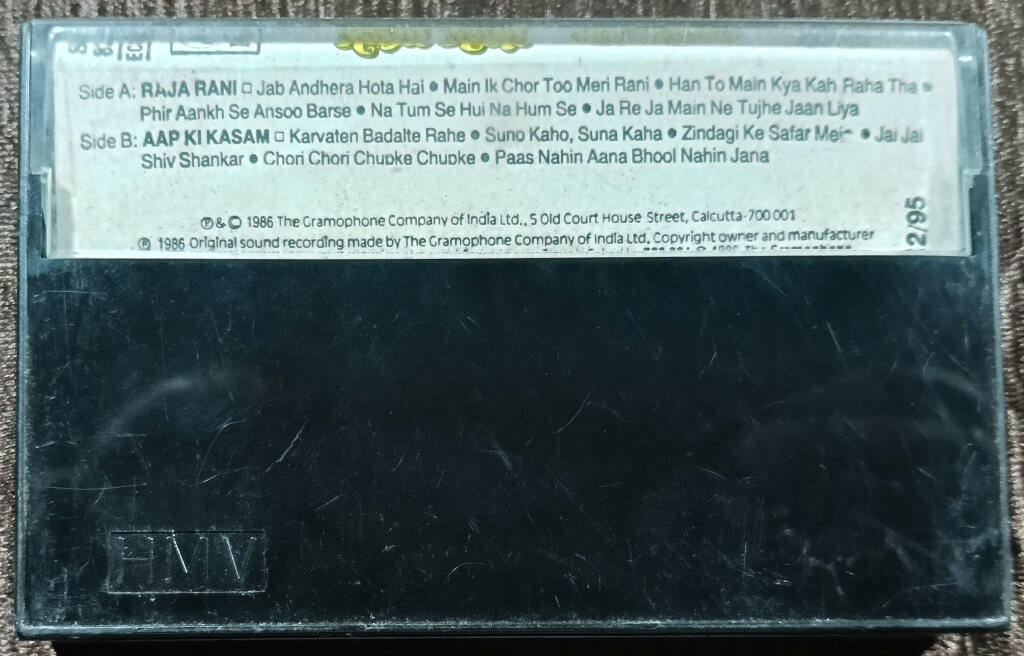 Side A: RAJA RANI □ Jab Andhera Hota Hai ● Main Ik Chor Too Meri Rani ● Han To Main Kya Kah Raha Tha ●
Phir Aankh Se Ansoo Barse ● Na Tum Se Hui Na Hum Se ● Ja Re Ja Main Ne Tujhe Jaan Liya
Side B: AAP KI KASAM □ Karvaten Badalte Rahe ● Suno Kaho, Suna Kaha ● Zindagi Ke Safar Mein ● Jai Jai
Shiv Shankar ● Chori Chori Chupke Chupke ● Paas Nahin Aana Bhool Nahin Jana
℗ & © 1986 The Gramophone Company of India Ltd., 5 Old Court House Street, Calcutta-700 001
℗ 1986 Original sound recording made by The Gramophone Company of India Ltd. Copyright owner and manufacturer
2/95
HMV